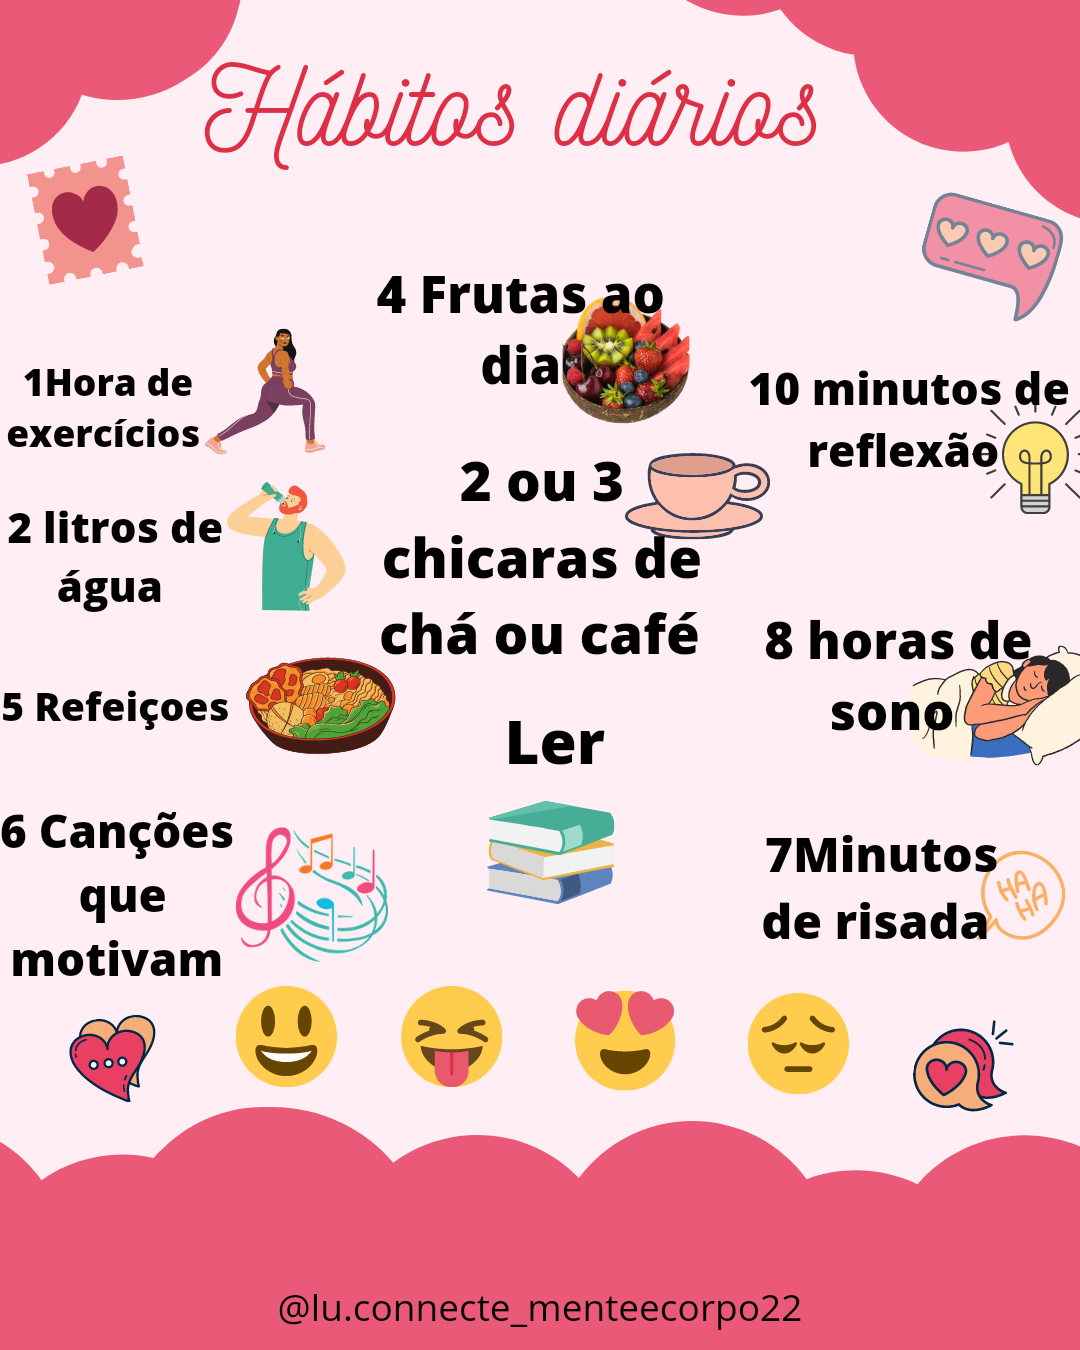 Hábitos diários
1Hora de
exercícios
2 litros de
água
5 Refeiçoes
6 Canções
que
motivam
4 Frutas ao
dia
2 ou 3
chicaras de
chá ou café
Ler
10 minutos de
reflexão
8 horas de
sono
7Minutos
de risada
HA HA
HA
@lu.connecte_menteecorpo22